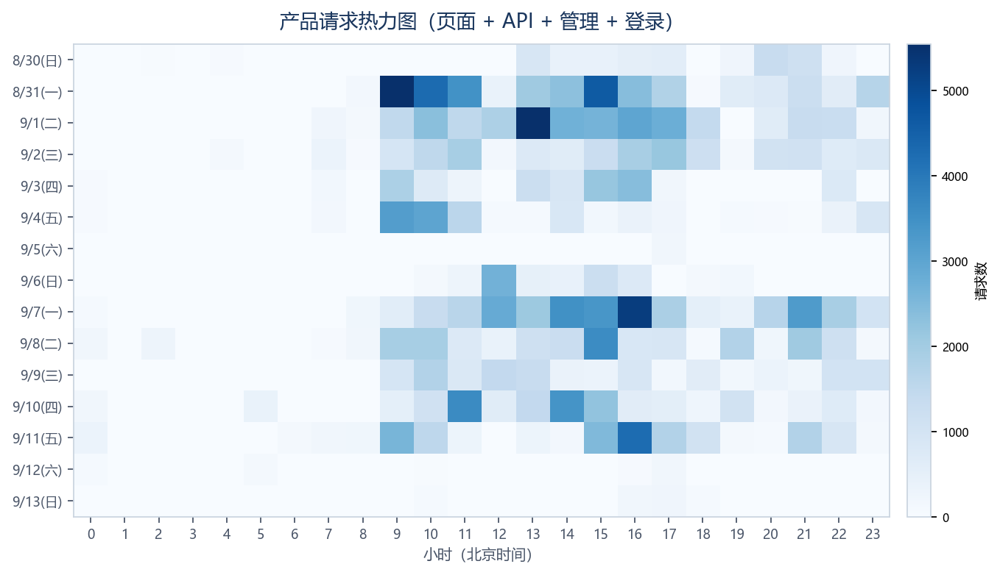 产品请求热力图（页面 + API + 管理 + 登录）
8/30(日)
8/31(一)
9/1(二)
9/2(三)
9/3(四)
9/4(五)
9/5(六)
9/6(日)
9/7(一)
9/8(二)
9/9(三)
9/10(四)
9/11(五)
9/12(六)
9/13(日)
0 1 2 3 4 5 6 7 8 9 10 11 12 13 14 15 16 17 18 19 20 21 22 23
小时（北京时间）
5000
4000
3000
2000
1000
0
请求数